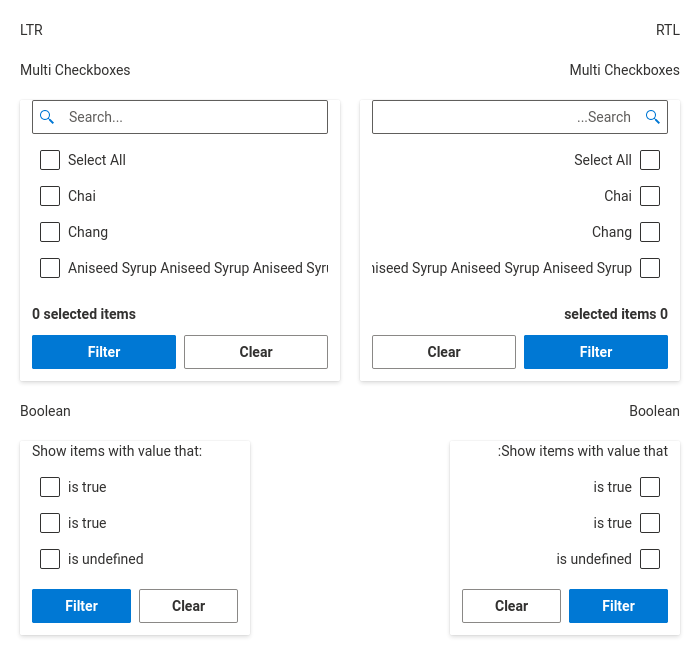 LTR
RTL
Multi Checkboxes
Multi Checkboxes
Search...
...Search
Select All
Select All
Chai
Chai
Chang
Chang
Aniseed Syrup Aniseed Syrup Aniseed
Syrup Aniseed Syrup Aniseed Syrup
0 selected items
selected items 0
Filter
Clear
Clear
Filter
Boolean
Boolean
Show items with value that:
:Show items with value that
is true
is true
is true
is true
is undefined
is undefined
Filter
Clear
Clear
Filter